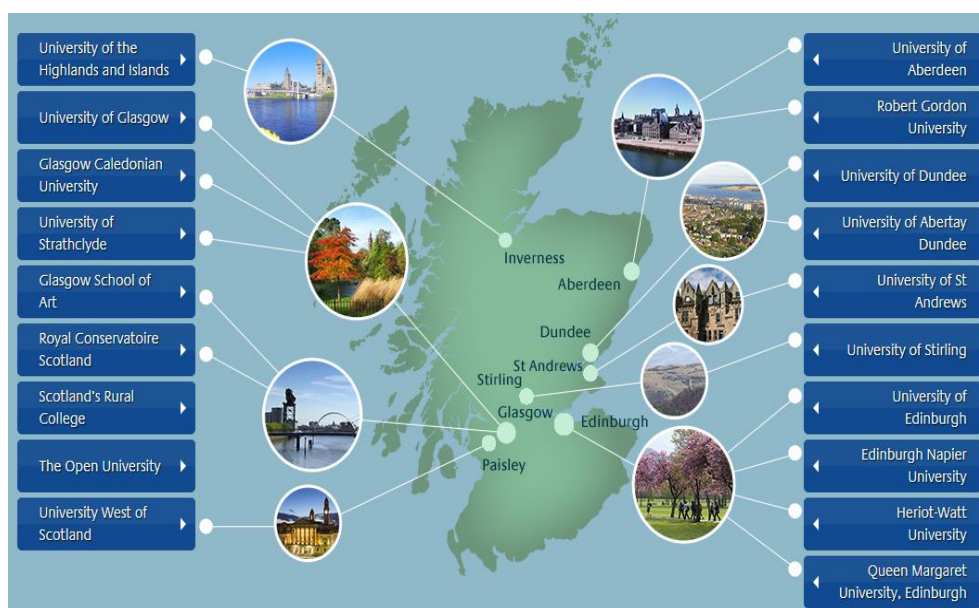 University of the
Highlands and Islands
University of Glasgow
Glasgow Caledonian
University
University of
Strathclyde
Glasgow School of
Art
Royal Conservatoire
Scotland
Scotland's Rural
College
The Open University
University West of
Scotland
Inverness
Aberdeen
Dundee
St Andrews
Stirling
Glasgow
Edinburgh
Paisley
University of
Aberdeen
Robert Gordon
University
University of Dundee
University of Abertay
Dundee
University of St
Andrews
University of Stirling
University of
Edinburgh
Edinburgh Napier
University
Heriot-Watt
University
Queen Margaret
University, Edinburgh